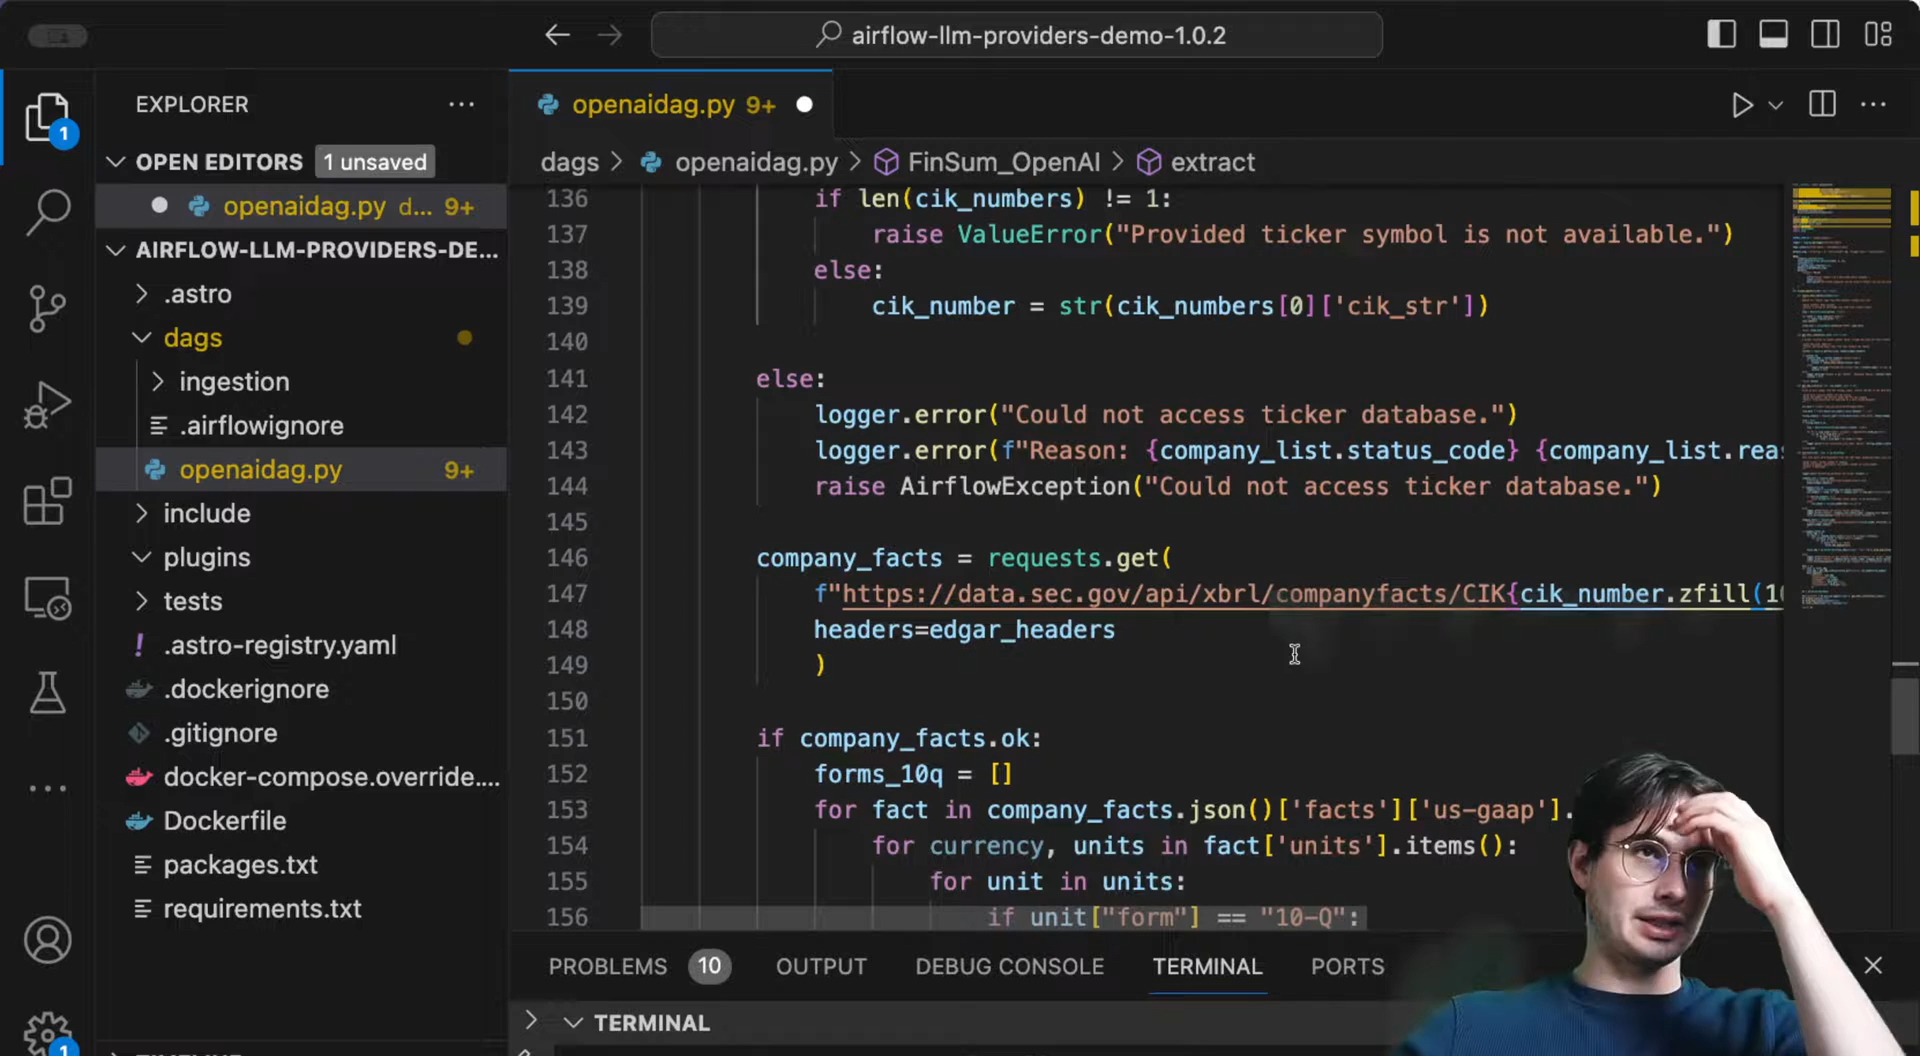 airflow-llm-providers-demo-1.0.2
EXPLORER
OPEN EDITORS 1 unsaved
openaidag.py d... 9+
AIRFLOW-LLM-PROVIDERS-DE...
.astro
dags
ingestion
.airflowignore
openaidag.py 9+
include
plugins
tests
.astro-registry.yaml
.dockerignore
.gitignore
docker-compose.override....
Dockerfile
packages.txt
requirements.txt
1
1
openaidag.py 9+
dags > openaidag.py > FinSum_OpenAI > extract
136 if len(cik_numbers) != 1:
137 raise ValueError("Provided ticker symbol is not available.")
138 else:
139 cik_number = str(cik_numbers[0]['cik_str'])
140
141 else:
142 logger.error("Could not access ticker database.")
143 logger.error(f"Reason: {company_list.status_code} {company_list.rea
144 raise AirflowException("Could not access ticker database.")
145
146 company_facts = requests.get(
147 f"https://data.sec.gov/api/xbrl/companyfacts/CIK{cik_number.zfill(10
148 headers=edgar_headers
149 )
150
151 if company_facts.ok:
152 forms_10q = []
153 for fact in company_facts.json()['facts']['us-gaap'].
154 for currency, units in fact['units'].items():
155 for unit in units:
156 if unit["form"] == "10-Q":
PROBLEMS 10 OUTPUT DEBUG CONSOLE TERMINAL PORTS
TERMINAL